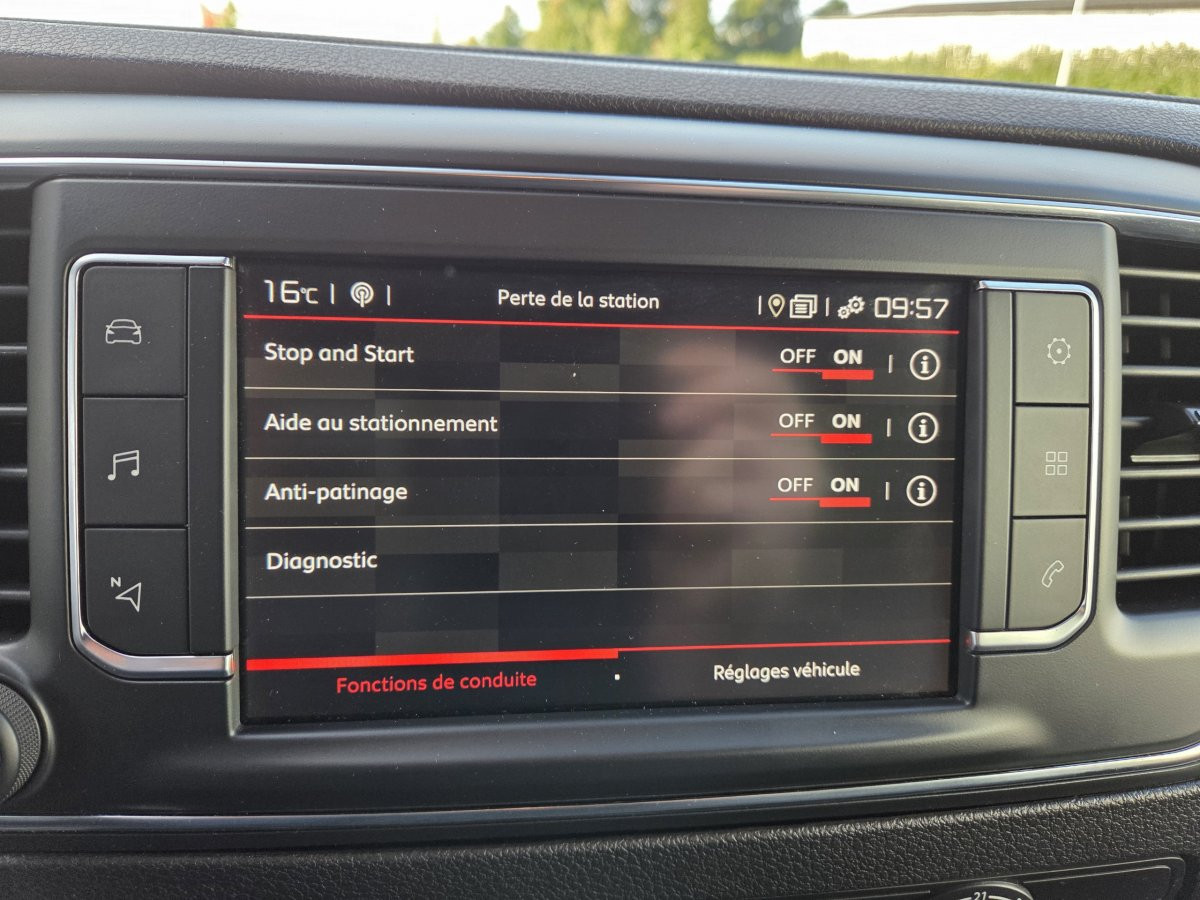 16°C | | Perte de la station | | 09:57
Stop and Start OFF ON | i
Aide au stationnement OFF ON | i
Anti-patinage OFF ON | i
Diagnostic
Fonctions de conduite Réglages véhicule
N
21